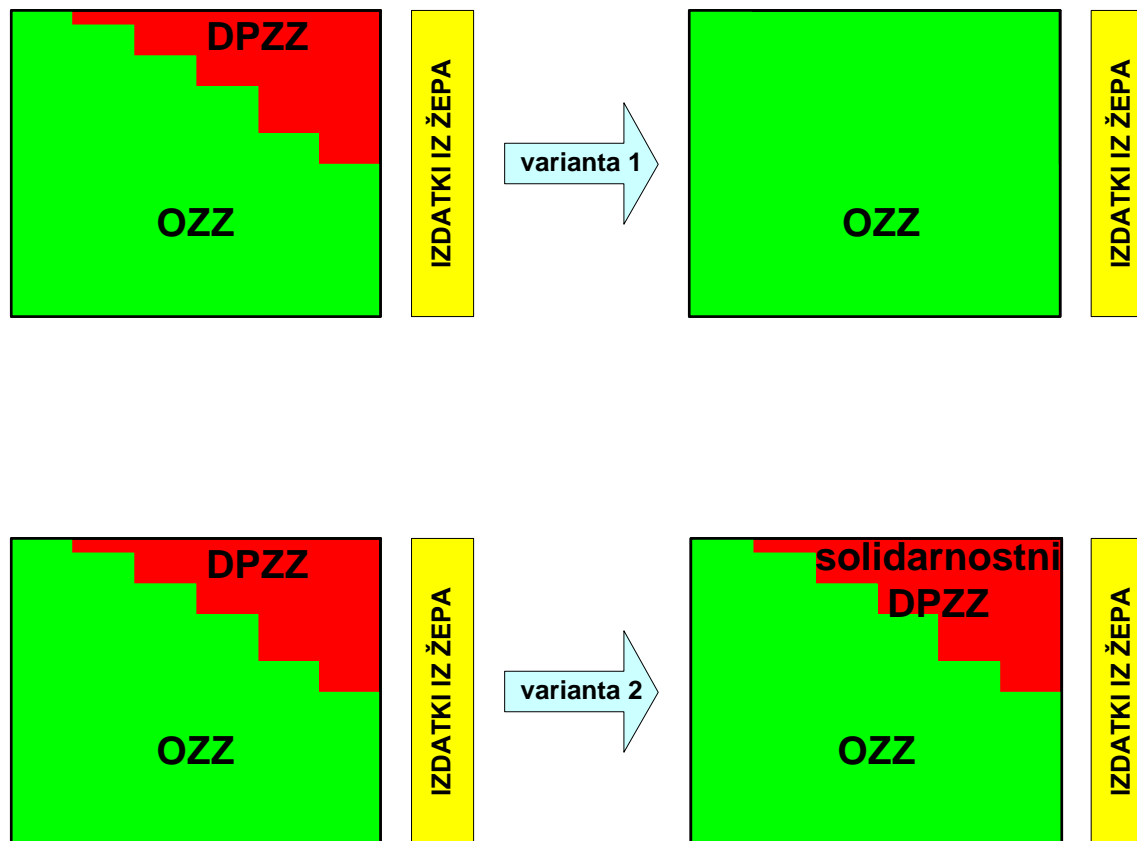 DPZZ
OZZ
IZDATKI IZ ŽEPA
varianta 1
OZZ
IZDATKI IZ ŽEPA
DPZZ
OZZ
IZDATKI IZ ŽEPA
varianta 2
solidarnostni
DPZZ
OZZ
IZDATKI IZ ŽEPA